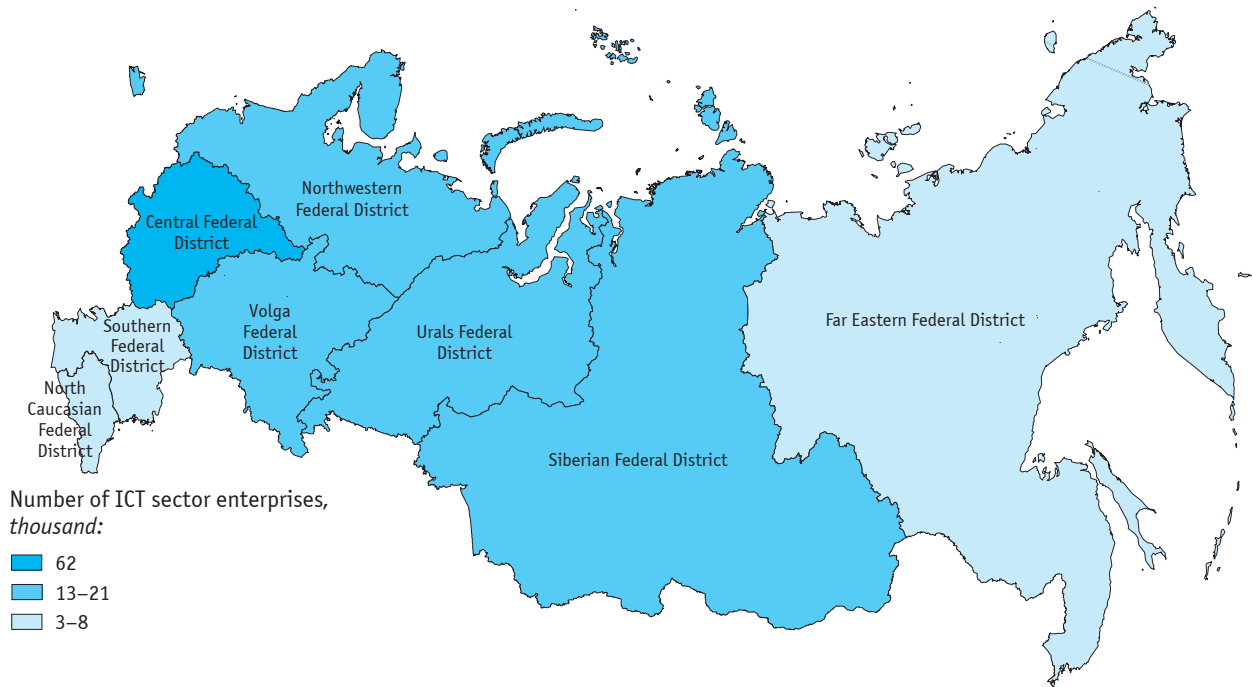 Northwestern
Federal District
Central Federal
District
Volga
Federal
District
Urals Federal
District
Far Eastern Federal District
Southern
Federal
District
North
Caucasian
Federal
District
Siberian Federal District
Number of ICT sector enterprises,
thousand:
62
13–21
3–8